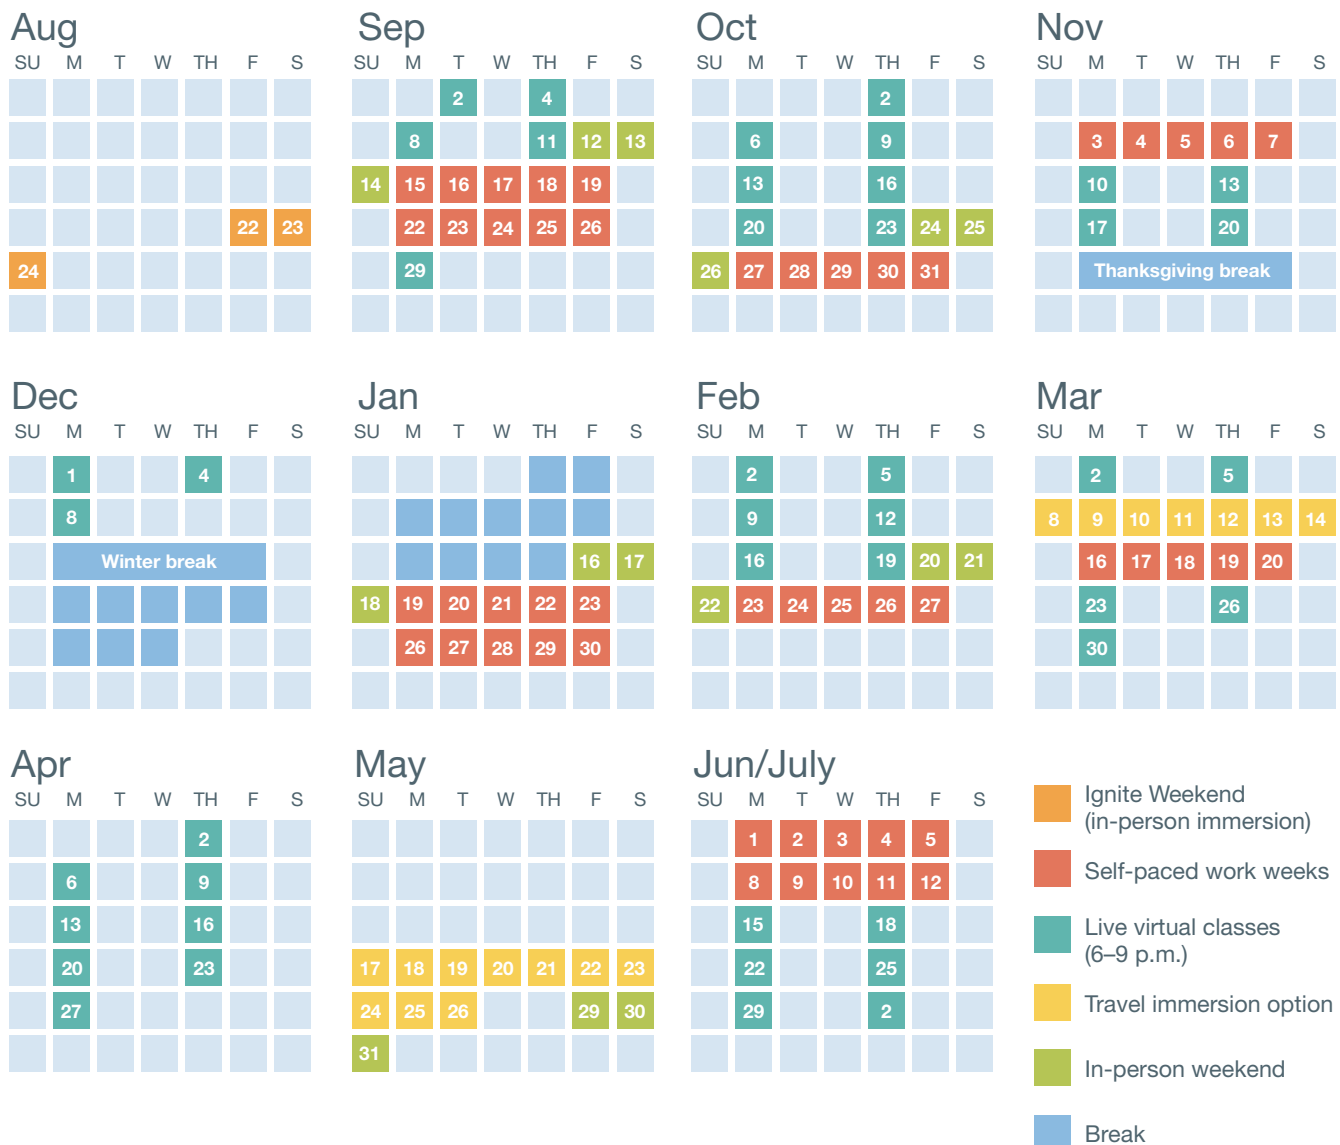 Aug
SU M T W TH F S
22 23
24
Sep
SU M T W TH F S
2 4
8 11 12 13
14 15 16 17 18 19
22 23 24 25 26
29
Oct
SU M T W TH F S
2
6 9
13 16
20 23 24 25
26 27 28 29 30 31
Nov
SU M T W TH F S
3 4 5 6 7
10 13
17 20
Thanksgiving break
Dec
SU M T W TH F S
1 4
8
Winter break
Jan
SU M T W TH F S
16 17
18 19 20 21 22 23
26 27 28 29 30
Feb
SU M T W TH F S
2 5
9 12
16 19 20 21
22 23 24 25 26 27
Mar
SU M T W TH F S
2 5
8 9 10 11 12 13 14
16 17 18 19 20
23 26
30
Apr
SU M T W TH F S
2
6 9
13 16
20 23
27
May
SU M T W TH F S
17 18 19 20 21 22 23
24 25 26 29 30
31
Jun/July
SU M T W TH F S
1 2 3 4 5
8 9 10 11 12
15 18
22 25
29 2
Ignite Weekend
(in-person immersion)
Self-paced work weeks
Live virtual classes
(6–9 p.m.)
Travel immersion option
In-person weekend
Break